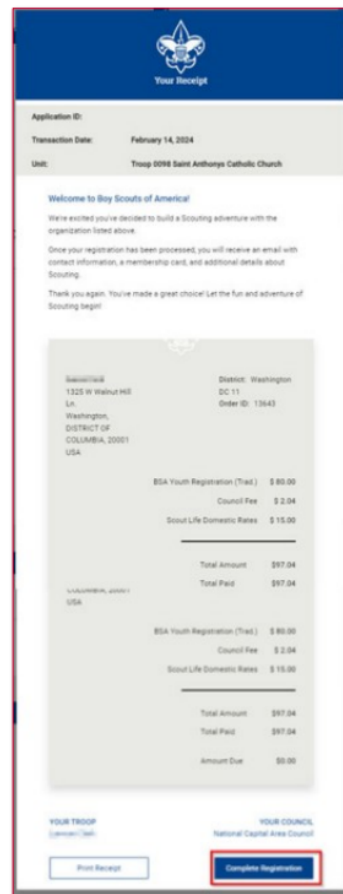 Your Receipt
Application ID:
Transaction Date: February 14, 2024
Unit: Troop 0098 Saint Anthonys Catholic Church
Welcome to Boy Scouts of America!
We're excited you've decided to build a Scouting adventure with the
organization listed above.
Once your registration has been processed, you will receive an email with
contact information, a membership card, and additional details about
Scouting.
Thank you again. You've made a great choice! Let the fun and adventure of
Scouting begin!
1325 W Walnut Hill
Ln.
Washington,
DISTRICT OF
COLUMBIA, 20001
USA
District: Washington
DC 11
Order ID: 13643
BSA Youth Registration (Trad.) $ 80.00
Council Fee $ 2.04
Scout Life Domestic Rates $ 15.00
Total Amount $97.04
Total Paid $97.04
COLUMBIA, 20001
USA
BSA Youth Registration (Trad.) $ 80.00
Council Fee $ 2.04
Scout Life Domestic Rates $ 15.00
Total Amount $97.04
Total Paid $97.04
Amount Due $0.00
YOUR TROOP
YOUR COUNCIL
National Capital Area Council
Print Receipt
Complete Registration